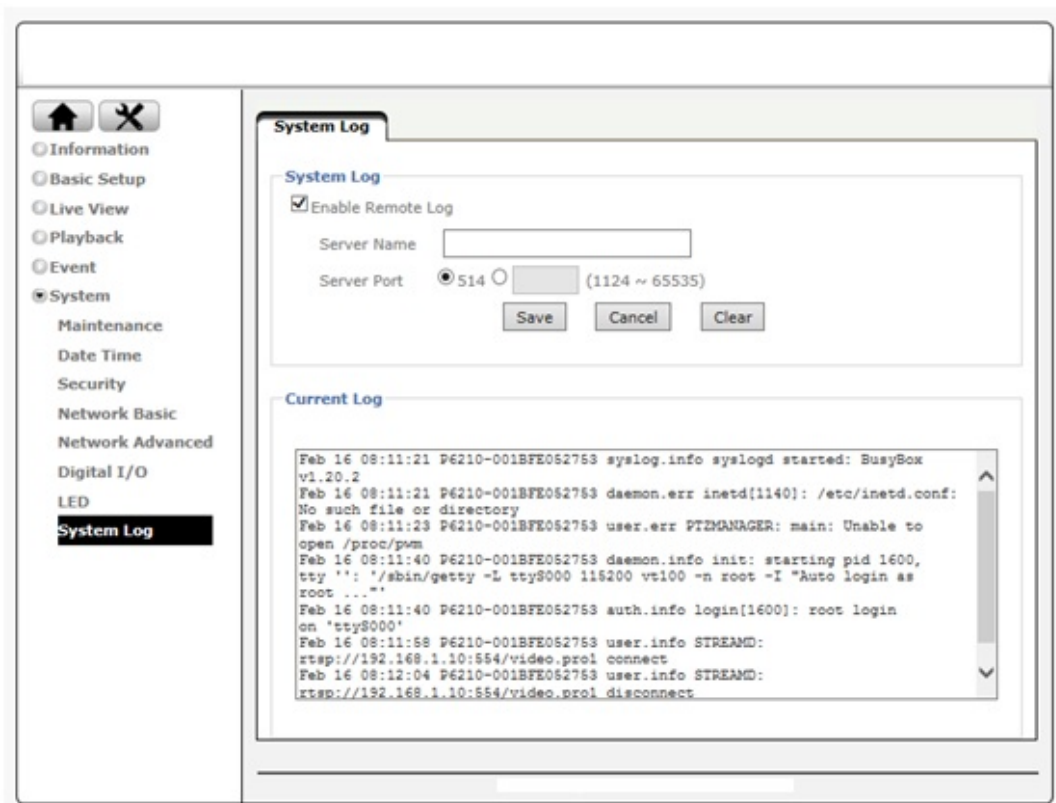 Information
Basic Setup
Live View
Playback
Event
System
Maintenance
Date Time
Security
Network Basic
Network Advanced
Digital I/O
LED
System Log
System Log
System Log
Enable Remote Log
Server Name
Server Port 514 (1124 ~ 65535)
Save Cancel Clear
Current Log
Feb 16 08:11:21 P6210-001BFE052753 syslog.info syslogd started: BusyBox
v1.20.2
Feb 16 08:11:21 P6210-001BFE052753 daemon.err inetd[1140]: /etc/inetd.conf:
No such file or directory
Feb 16 08:11:23 P6210-001BFE052753 user.err PTZMANAGER: main: Unable to
open /proc/pwm
Feb 16 08:11:40 P6210-001BFE052753 daemon.info init: starting pid 1600,
tty '': '/sbin/getty -L ttyS000 115200 vt100 -n root -I "Auto login as
root ..."'
Feb 16 08:11:40 P6210-001BFE052753 auth.info login[1600]: root login
on 'ttyS000'
Feb 16 08:11:58 P6210-001BFE052753 user.info STREAMD:
rtsp://192.168.1.10:554/video.pro1 connect
Feb 16 08:12:04 P6210-001BFE052753 user.info STREAMD:
rtsp://192.168.1.10:554/video.pro1 disconnect